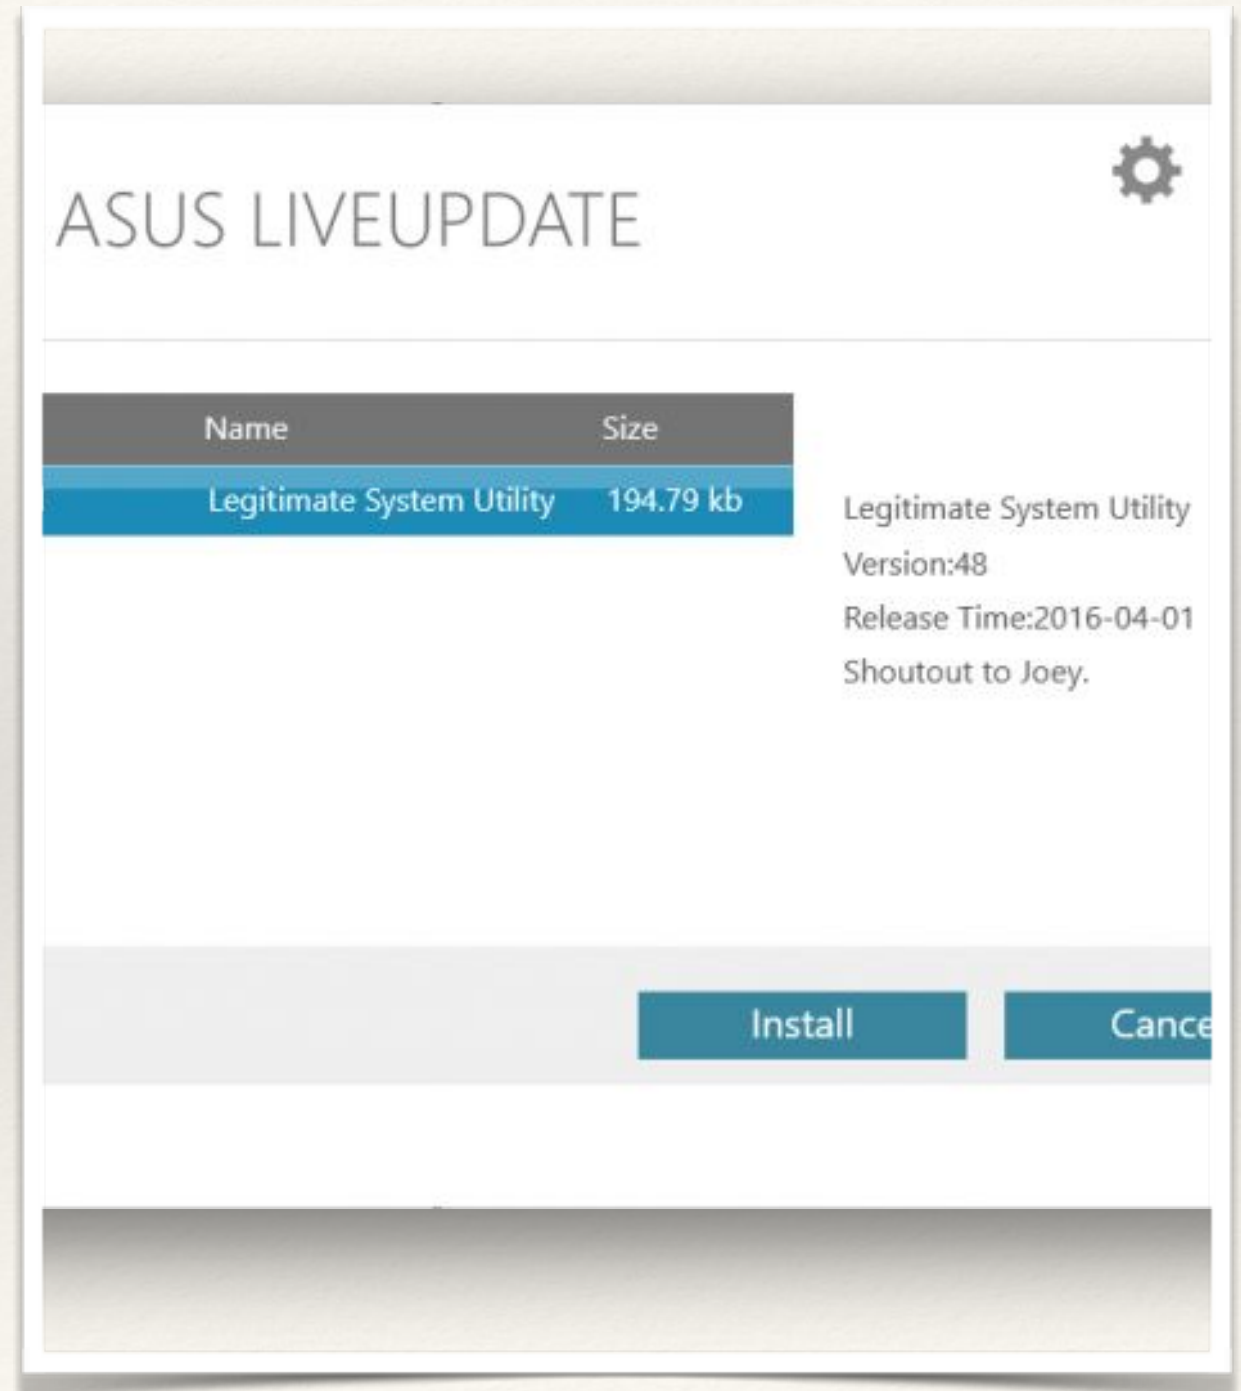 ASUS LIVEUPDATE
Name Size
Legitimate System Utility 194.79 kb
Legitimate System Utility
Version:48
Release Time:2016-04-01
Shoutout to Joey.
Install Cance